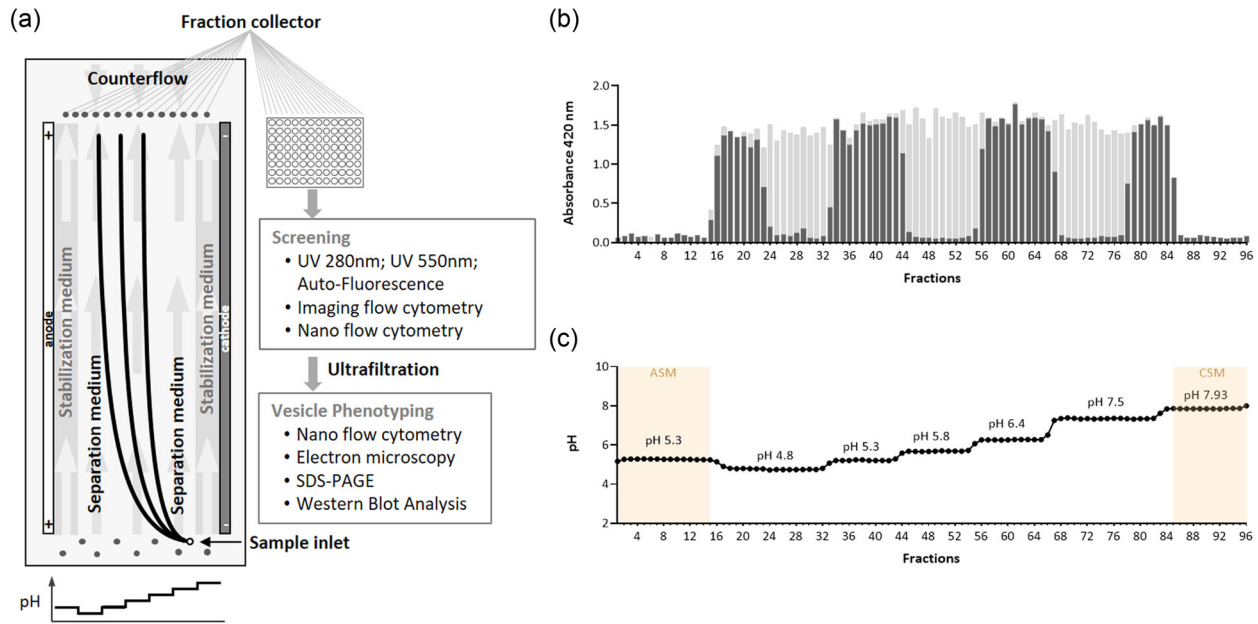 (a)
Fraction collector
Counterflow
+
-
Stabilization medium
Separation medium
Separation medium
Stabilization medium
anode
cathode
+
-
Sample inlet
pH
Screening
• UV 280nm; UV 550nm;
Auto-Fluorescence
• Imaging flow cytometry
• Nano flow cytometry
Ultrafiltration
Vesicle Phenotyping
• Nano flow cytometry
• Electron microscopy
• SDS-PAGE
• Western Blot Analysis
(b)
Absorbance 420 nm
2.0
1.5
1.0
0.5
0.0
4 8 12 16 20 24 28 32 36 40 44 48 52 56 60 64 68 72 76 80 84 88 92 96
Fractions
(c)
pH
10
8
6
4
2
ASM
CSM
pH 5.3
pH 4.8
pH 5.3
pH 5.8
pH 6.4
pH 7.5
pH 7.93
4 8 12 16 20 24 28 32 36 40 44 48 52 56 60 64 68 72 76 80 84 88 92 96
Fractions